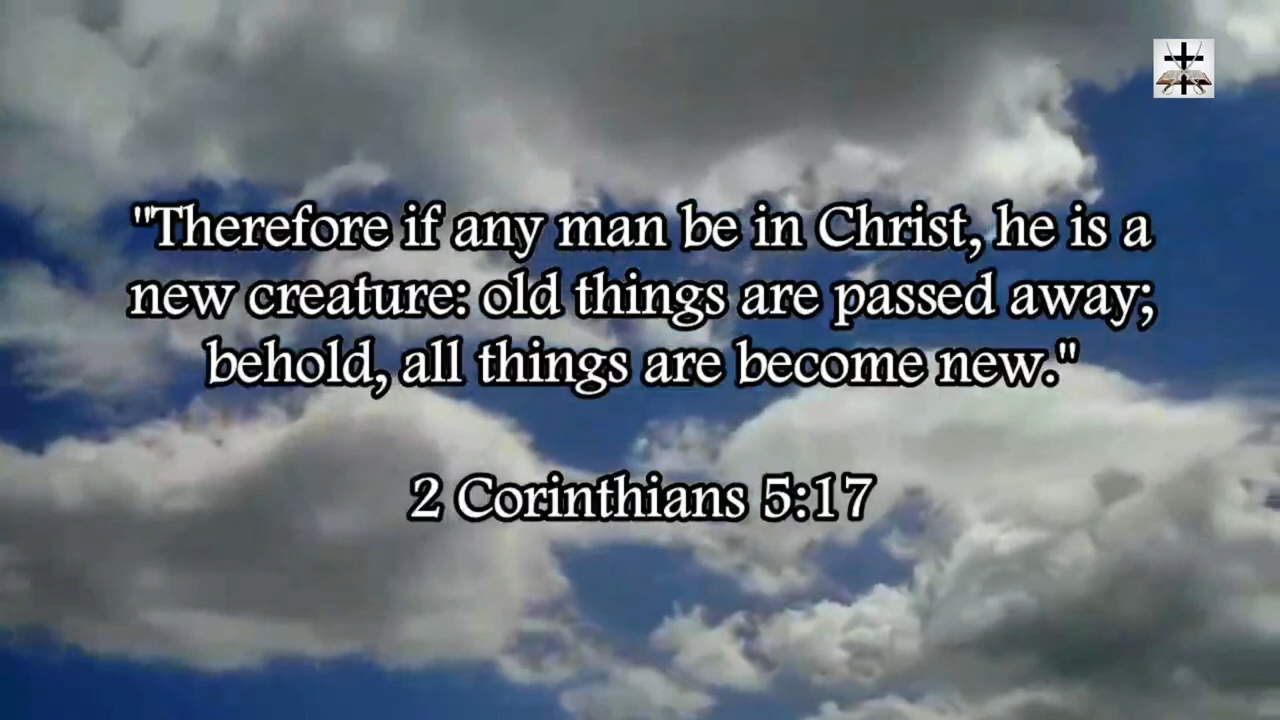 "Therefore if any man be in Christ, he is a
new creature: old things are passed away;
behold, all things are become new."
2 Corinthians 5:17